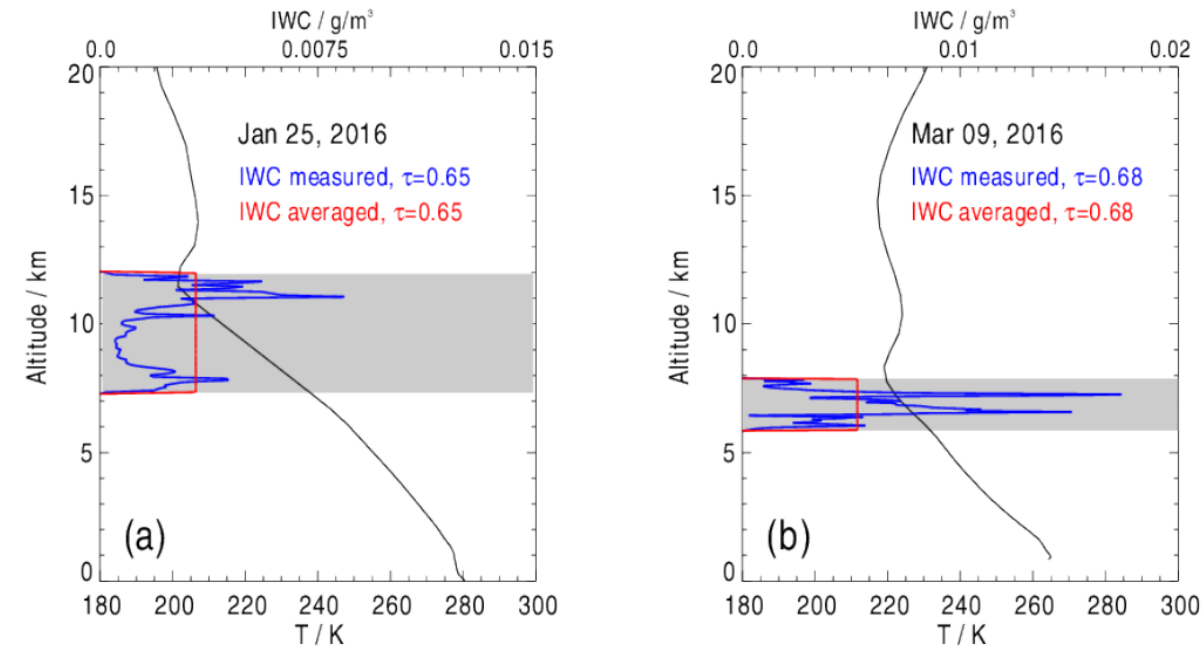 IWC / g/m³
0.0 0.0075 0.015
20
15
10
5
0
Altitude / km
Jan 25, 2016
IWC measured, τ=0.65
IWC averaged, τ=0.65
(a)
180 200 220 240 260 280 300
T / K
IWC / g/m³
0.0 0.01 0.02
20
15
10
5
0
Altitude / km
Mar 09, 2016
IWC measured, τ=0.68
IWC averaged, τ=0.68
(b)
180 200 220 240 260 280 300
T / K